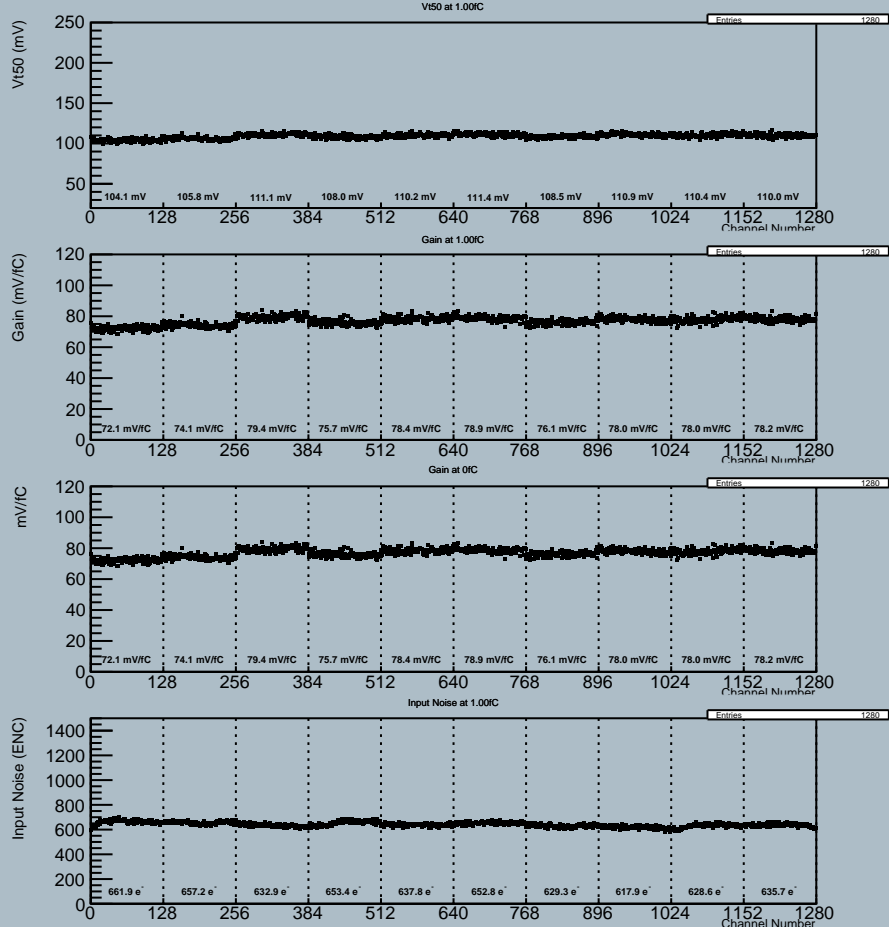 Vt50 at 1.00fC
Entries 1280
Vt50 (mV)
250
200
150
100
50
104.1 mV 105.8 mV 111.1 mV 108.0 mV 110.2 mV 111.4 mV 108.5 mV 110.9 mV 110.4 mV 110.0 mV
0 128 256 384 512 640 768 896 1024 1152 1280
Channel Number
Gain at 1.00fC
Entries 1280
Gain (mV/fC)
120
100
80
60
40
20
0
72.1 mV/fC 74.1 mV/fC 79.4 mV/fC 75.7 mV/fC 78.4 mV/fC 78.9 mV/fC 76.1 mV/fC 78.0 mV/fC 78.0 mV/fC 78.2 mV/fC
0 128 256 384 512 640 768 896 1024 1152 1280
Channel Number
Gain at 0fC
Entries 1280
mV/fC
120
100
80
60
40
20
0
72.1 mV/fC 74.1 mV/fC 79.4 mV/fC 75.7 mV/fC 78.4 mV/fC 78.9 mV/fC 76.1 mV/fC 78.0 mV/fC 78.0 mV/fC 78.2 mV/fC
0 128 256 384 512 640 768 896 1024 1152 1280
Channel Number
Input Noise at 1.00fC
Entries 1280
Input Noise (ENC)
1400
1200
1000
800
600
400
200
0
661.9 e⁻ 657.2 e⁻ 632.9 e⁻ 653.4 e⁻ 637.8 e⁻ 652.8 e⁻ 629.3 e⁻ 617.9 e⁻ 628.6 e⁻ 635.7 e⁻
0 128 256 384 512 640 768 896 1024 1152 1280
Channel Number